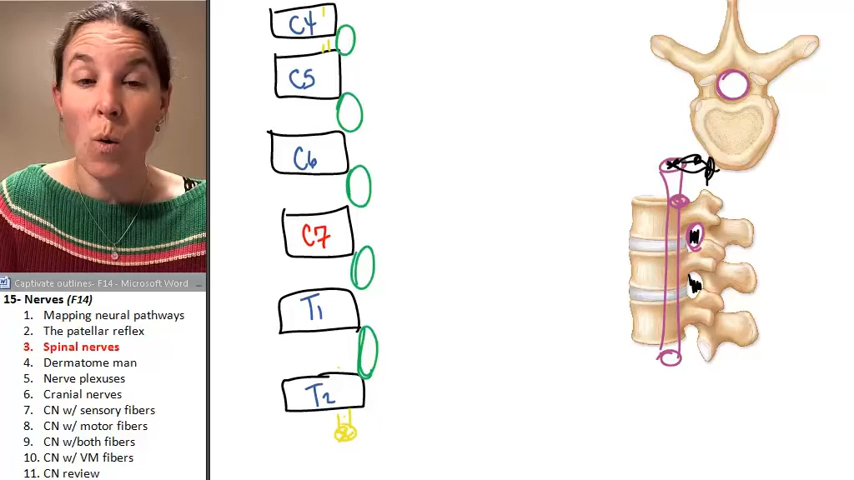 C4
C5
C6
C7
T1
T2
Captivate outlines- F14 - Microsoft Word
15- Nerves (F14)
1. Mapping neural pathways
2. The patellar reflex
3. Spinal nerves
4. Dermatome man
5. Nerve plexuses
6. Cranial nerves
7. CN w/ sensory fibers
8. CN w/ motor fibers
9. CN w/both fibers
10. CN w/ VM fibers
11. CN review